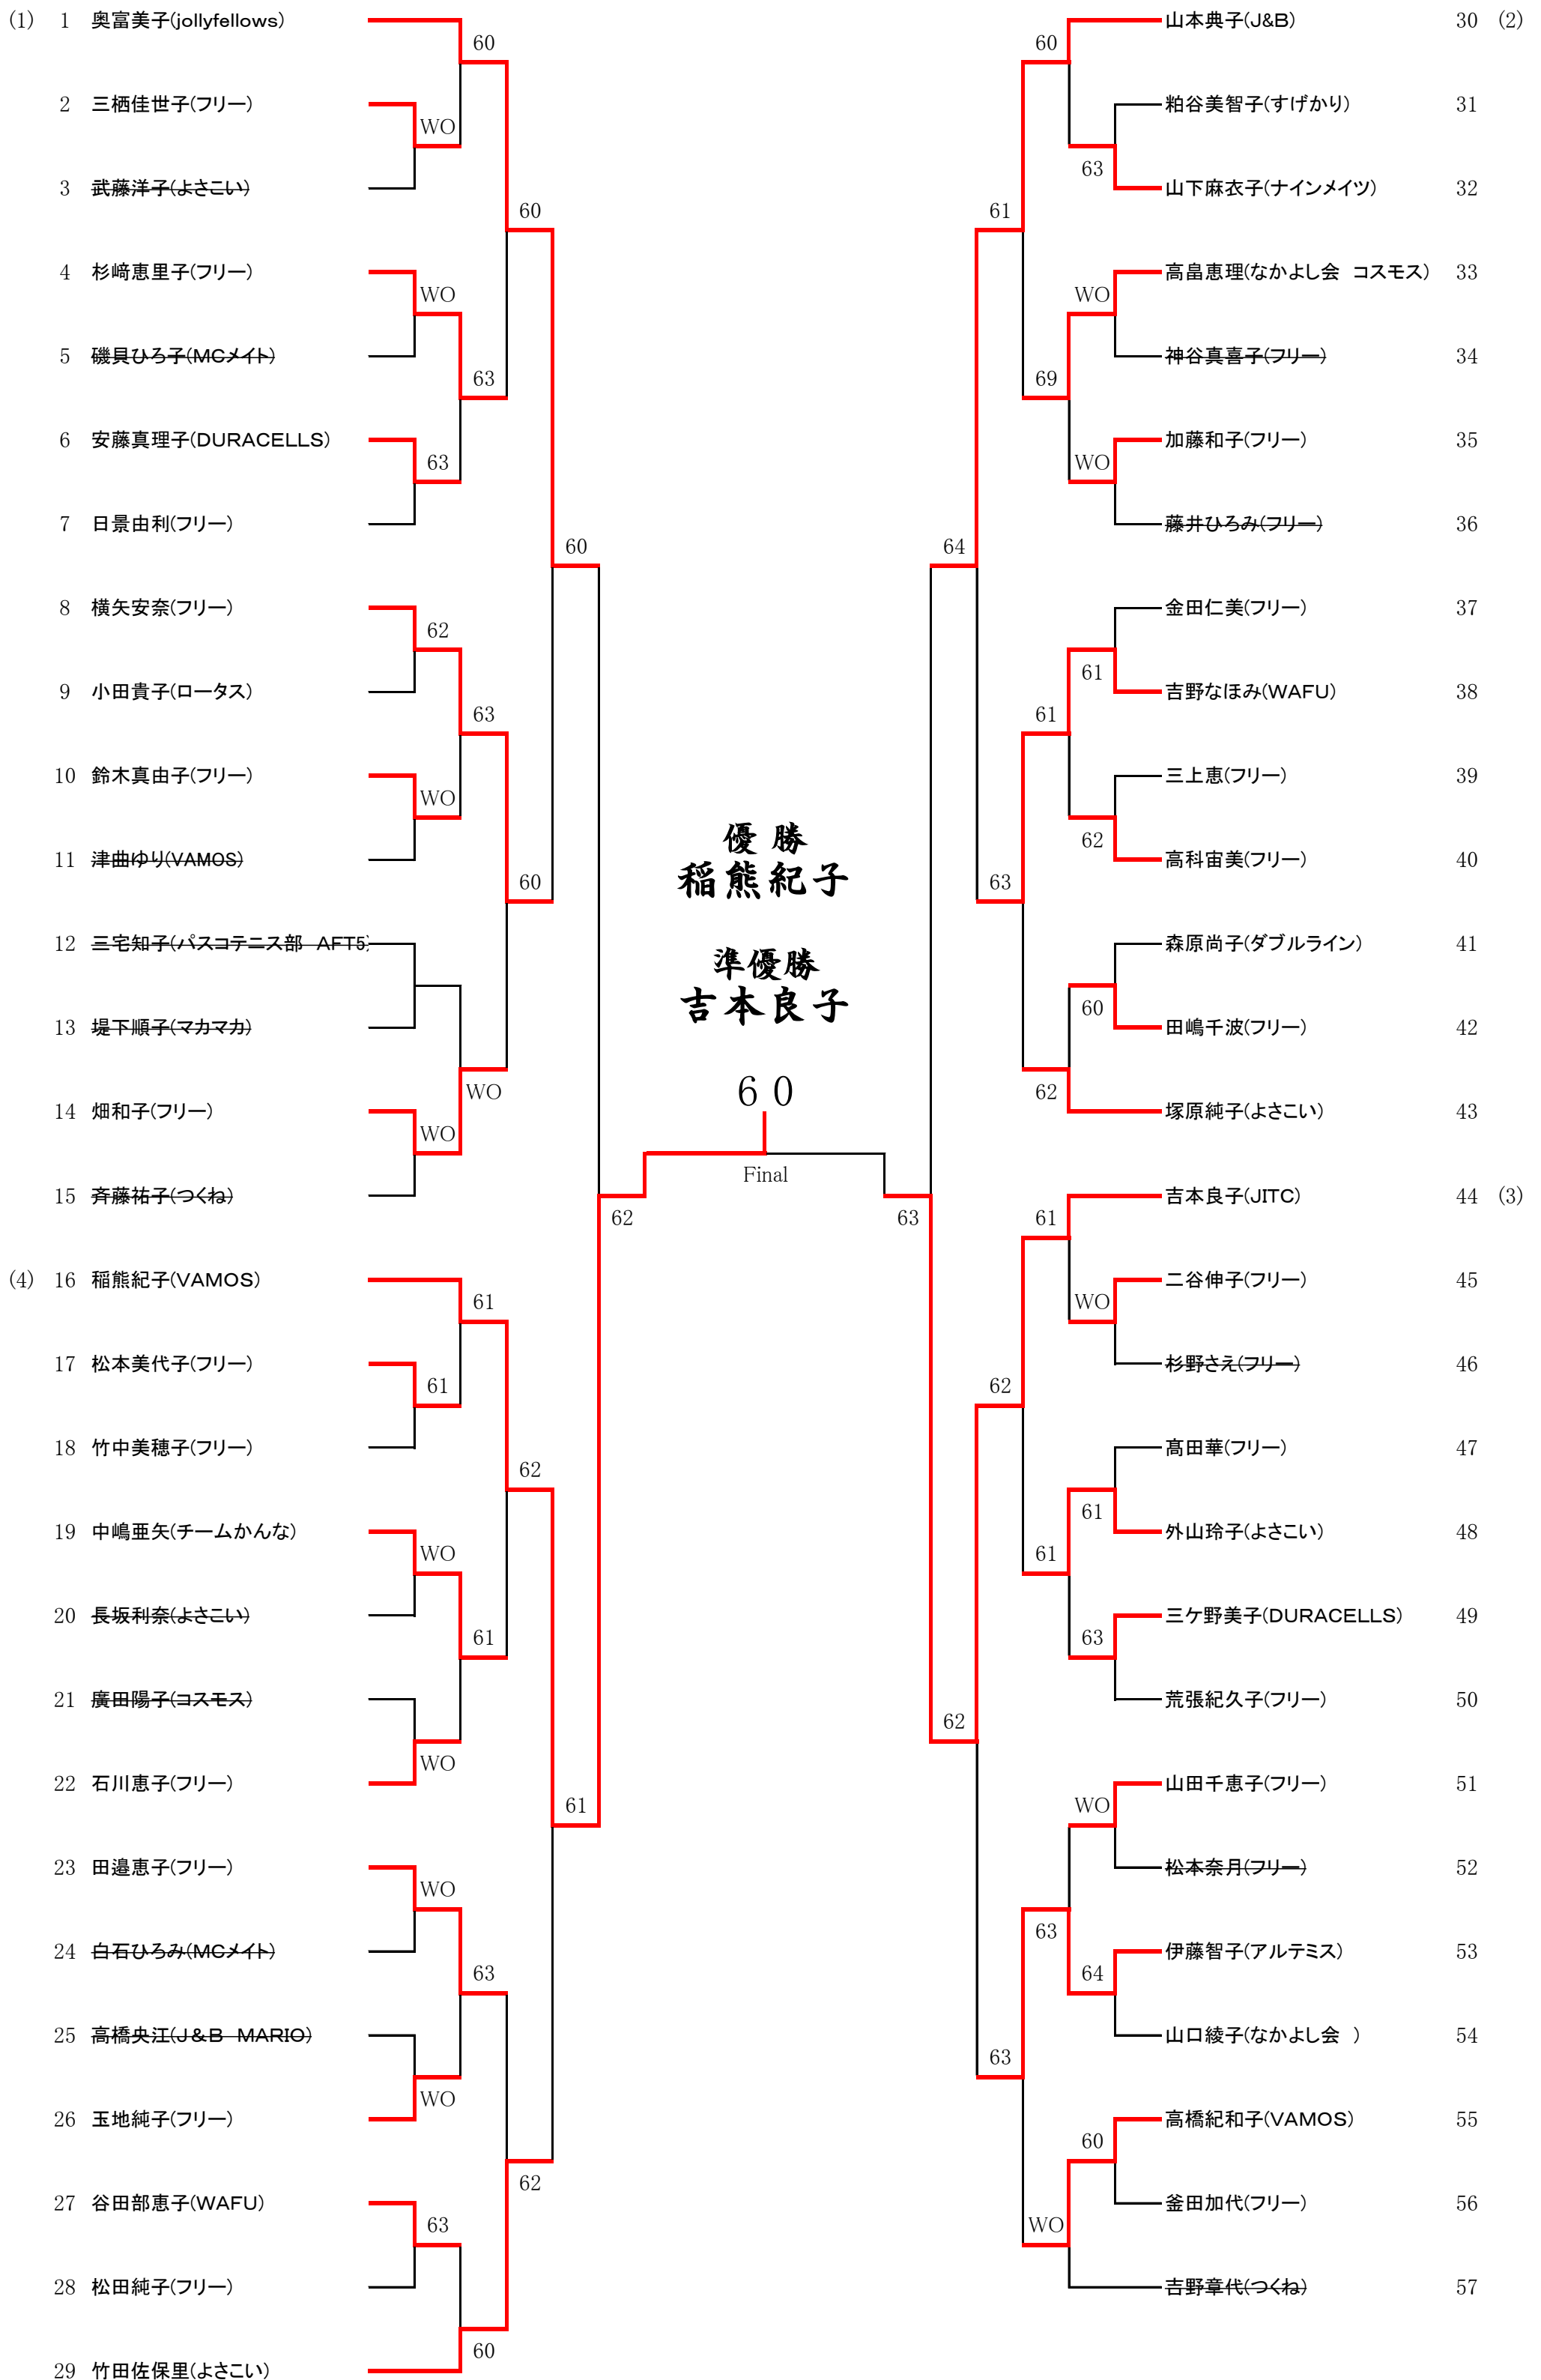 (1) 1 奥富美子(jollyfellows)
2 三栖佳世子(フリー)
3 武藤洋子(よさこい)
4 杉﨑恵里子(フリー)
5 磯貝ひろ子(MCメイト)
6 安藤真理子(DURACELLS)
7 日景由利(フリー)
8 横矢安奈(フリー)
9 小田貴子(ロータス)
10 鈴木真由子(フリー)
11 津曲ゆり(VAMOS)
12 三宅知子(パスコテニス部 AFT5)
13 堤下順子(マカマカ)
14 畑和子(フリー)
15 斉藤祐子(つくね)
(4) 16 稲熊紀子(VAMOS)
17 松本美代子(フリー)
18 竹中美穂子(フリー)
19 中嶋亜矢(チームかんな)
20 長坂利奈(よさこい)
21 廣田陽子(コスモス)
22 石川恵子(フリー)
23 田邉恵子(フリー)
24 白石ひろみ(MCメイト)
25 高橋央江(J&B MARIO)
26 玉地純子(フリー)
27 谷田部恵子(WAFU)
28 松田純子(フリー)
29 竹田佐保里(よさこい)
WO
WO
63
62
WO
WO
61
WO
WO
WO
WO
63
60
63
63
WO
61
61
63
60
60
60
62
62
60
61
62
優勝
稲熊紀子
準優勝
吉本良子
60
Final
63
64
62
61
63
62
63
60
69
61
62
61
61
63
WO
63
WO
WO
61
62
60
WO
61
63
WO
64
60
山本典子(J&B) 30 (2)
粕谷美智子(すげかり) 31
山下麻衣子(ナインメイツ) 32
高畠恵理(なかよし会 コスモス) 33
神谷真喜子(フリー) 34
加藤和子(フリー) 35
藤井ひろみ(フリー) 36
金田仁美(フリー) 37
吉野なほみ(WAFU) 38
三上恵(フリー) 39
高科宙美(フリー) 40
森原尚子(ダブルライン) 41
田嶋千波(フリー) 42
塚原純子(よさこい) 43
吉本良子(JITC) 44 (3)
二谷伸子(フリー) 45
杉野さえ(フリー) 46
髙田華(フリー) 47
外山玲子(よさこい) 48
三ケ野美子(DURACELLS) 49
荒張紀久子(フリー) 50
山田千恵子(フリー) 51
松本奈月(フリー) 52
伊藤智子(アルテミス) 53
山口綾子(なかよし会 ) 54
高橋紀和子(VAMOS) 55
釜田加代(フリー) 56
吉野章代(つくね) 57